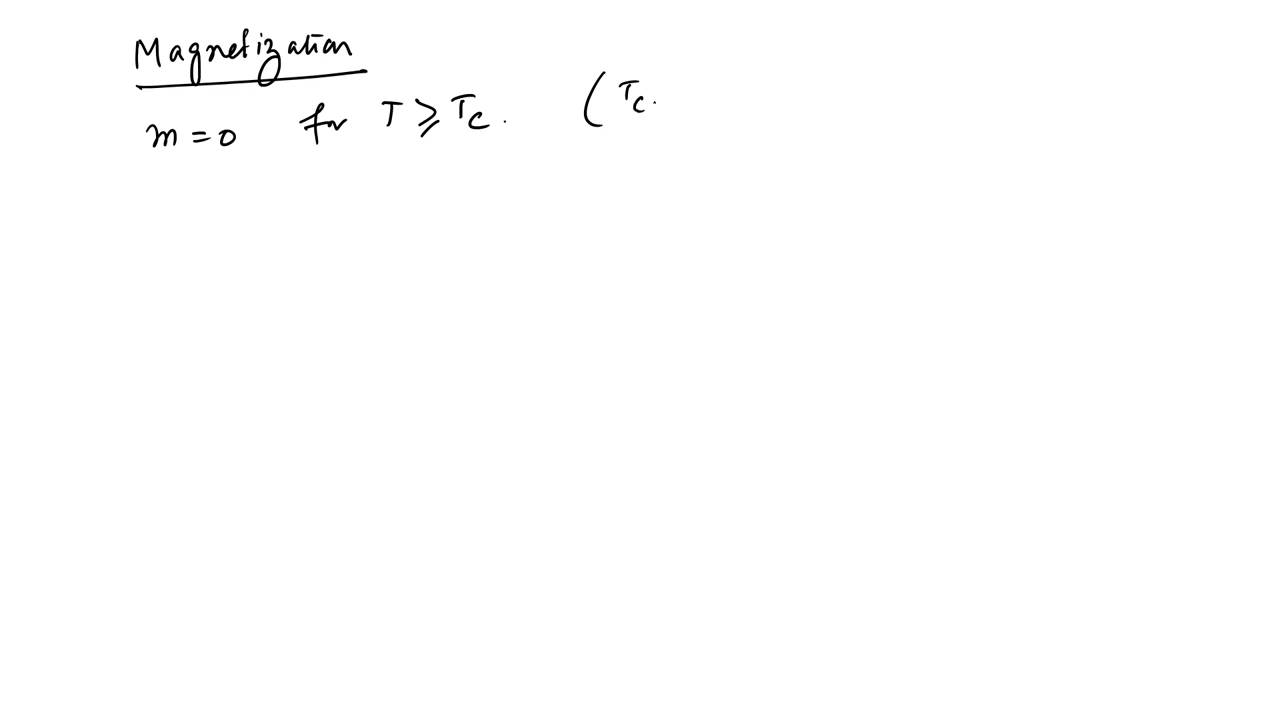 Magnetization
m = 0 for T ⩾ Tc. (Tc.